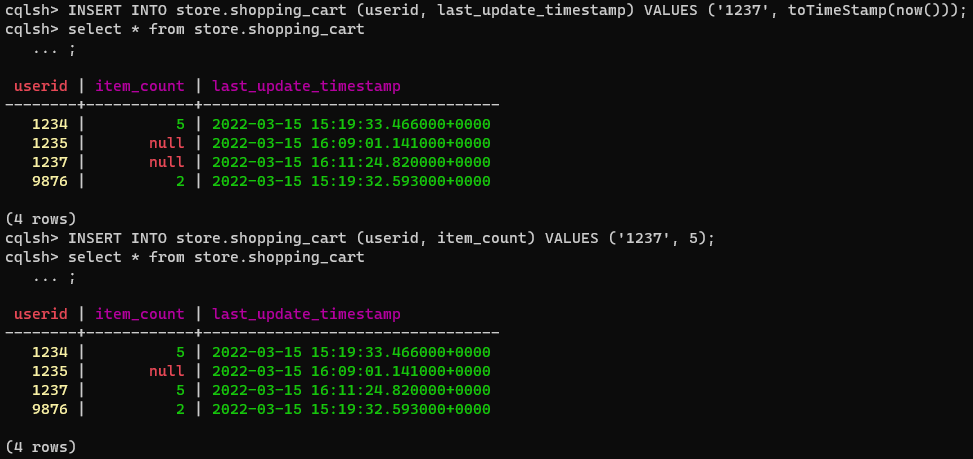 cqlsh> INSERT INTO store.shopping_cart (userid, last_update_timestamp) VALUES ('1237', toTimeStamp(now()));
cqlsh> select * from store.shopping_cart
   ... ;

 userid | item_count | last_update_timestamp
--------+------------+---------------------------------
   1234 |          5 | 2022-03-15 15:19:33.466000+0000
   1235 |       null | 2022-03-15 16:09:01.141000+0000
   1237 |       null | 2022-03-15 16:11:24.820000+0000
   9876 |          2 | 2022-03-15 15:19:32.593000+0000

(4 rows)
cqlsh> INSERT INTO store.shopping_cart (userid, item_count) VALUES ('1237', 5);
cqlsh> select * from store.shopping_cart
   ... ;

 userid | item_count | last_update_timestamp
--------+------------+---------------------------------
   1234 |          5 | 2022-03-15 15:19:33.466000+0000
   1235 |       null | 2022-03-15 16:09:01.141000+0000
   1237 |          5 | 2022-03-15 16:11:24.820000+0000
   9876 |          2 | 2022-03-15 15:19:32.593000+0000

(4 rows)